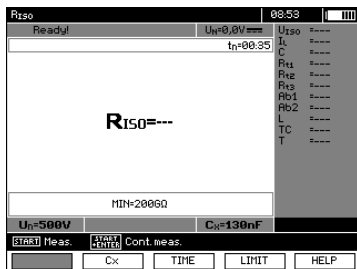 RISO 08:53
Ready! UN=0,0V
tn=00:35
RISO=---
MIN=200GΩ
Un=500V Cx=130nF
UISO =---
IL =---
C =---
Rt1 =---
Rt2 =---
Rt3 =---
Ab1 =---
Ab2 =---
L =---
TC =---
T =---
START Meas. START +ENTER Cont. meas.
Cx TIME LIMIT HELP